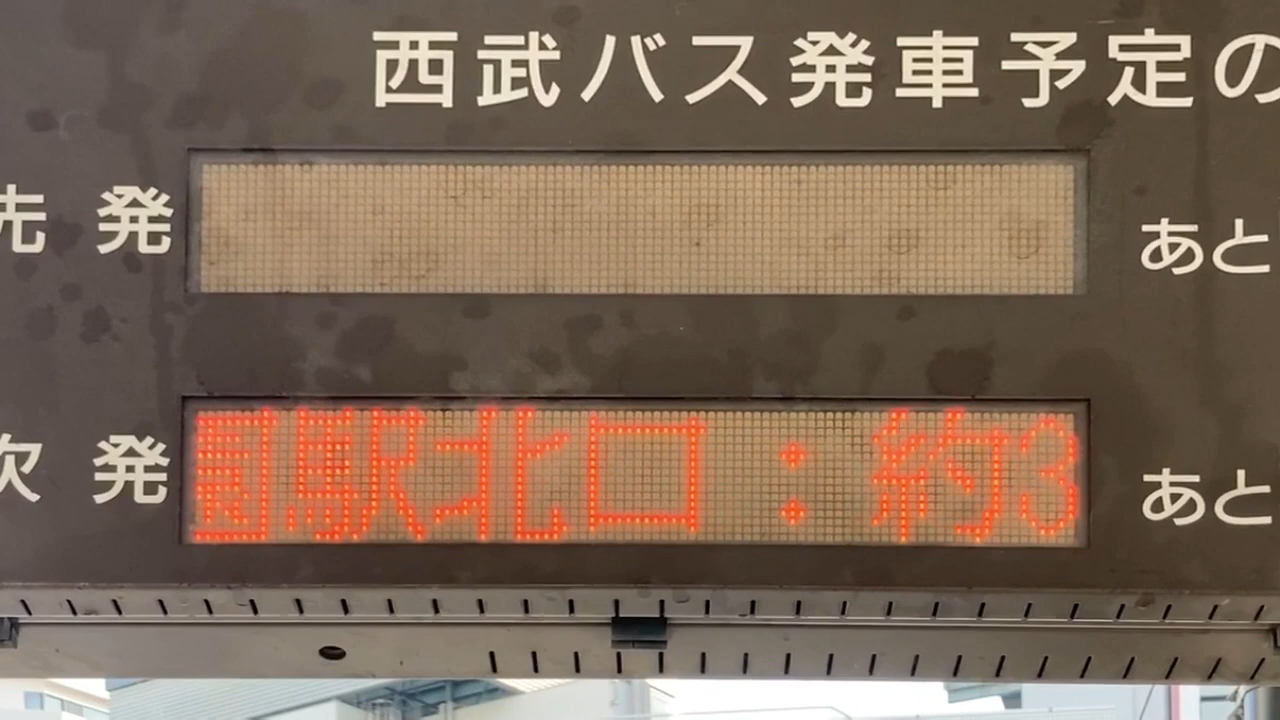 西武バス発車予定の
先発 あと
次発 駅北口：約3 あと